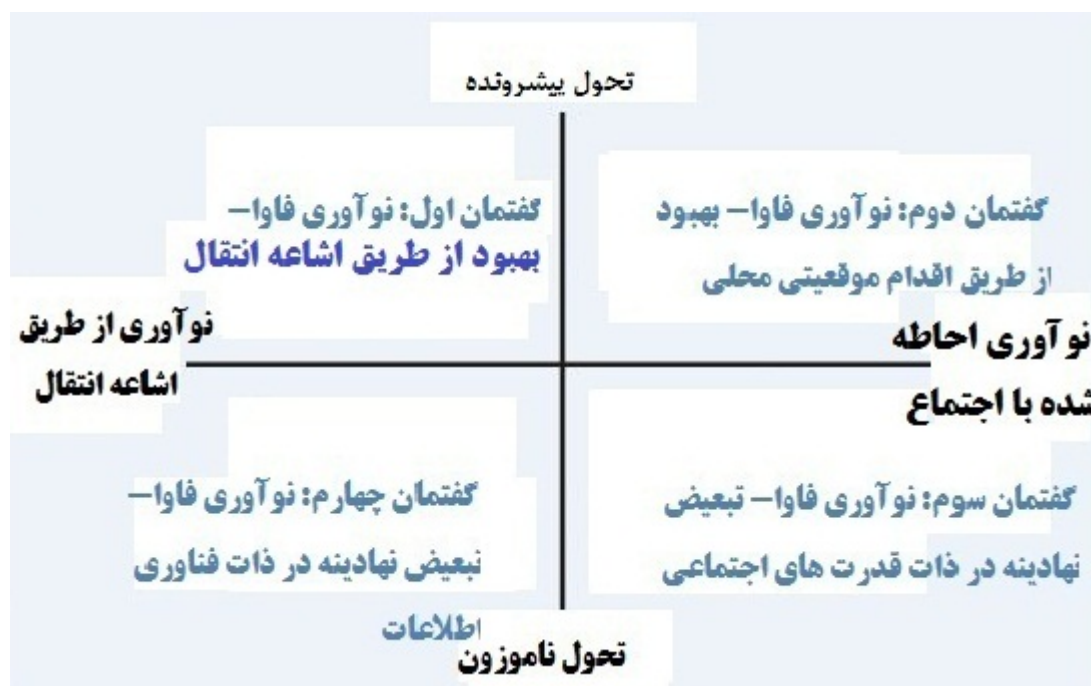 تحول پیشرونده
گفتمان دوم: نوآوری فاوا- بهبود
از طریق اقدام موقعیتی محلی
گفتمان اول: نوآوری فاوا-
بهبود از طریق اشاعه انتقال
نوآوری احاطه
شده با اجتماع
نوآوری از طریق
اشاعه انتقال
گفتمان سوم: نوآوری فاوا- تبعیض
نهادینه در ذات قدرت های اجتماعی
گفتمان چهارم: نوآوری فاوا-
تبعیض نهادینه در ذات فناوری
اطلاعات
تحول ناموزون